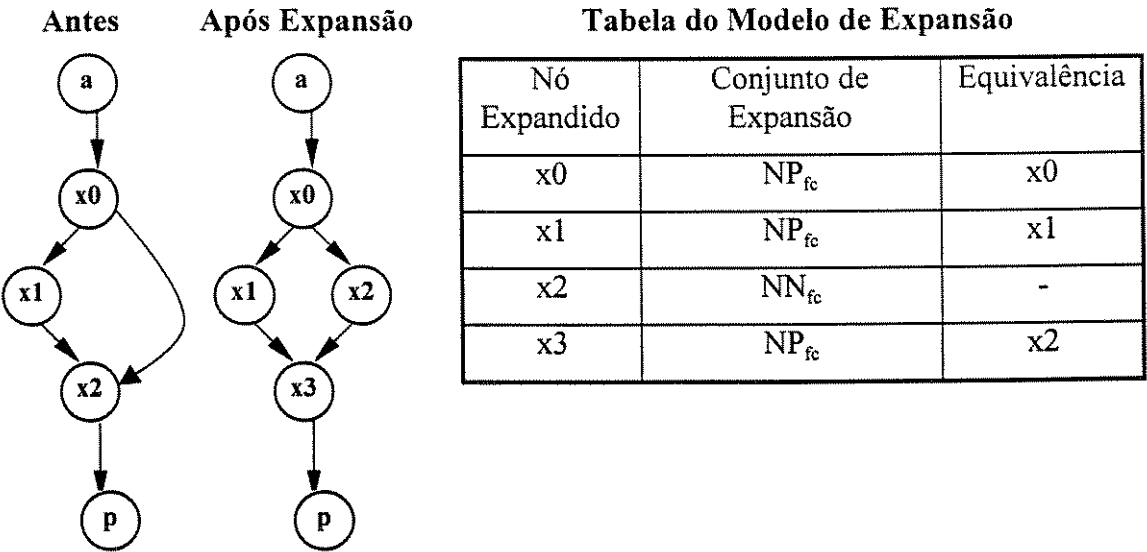 Antes
Após Expansão
Tabela do Modelo de Expansão
a
x0
x1
x2
p
a
x0
x1
x2
x3
p
Nó Expandido
Conjunto de Expansão
Equivalência
x0
NPfc
x0
x1
NPfc
x1
x2
NNfc
-
x3
NPfc
x2